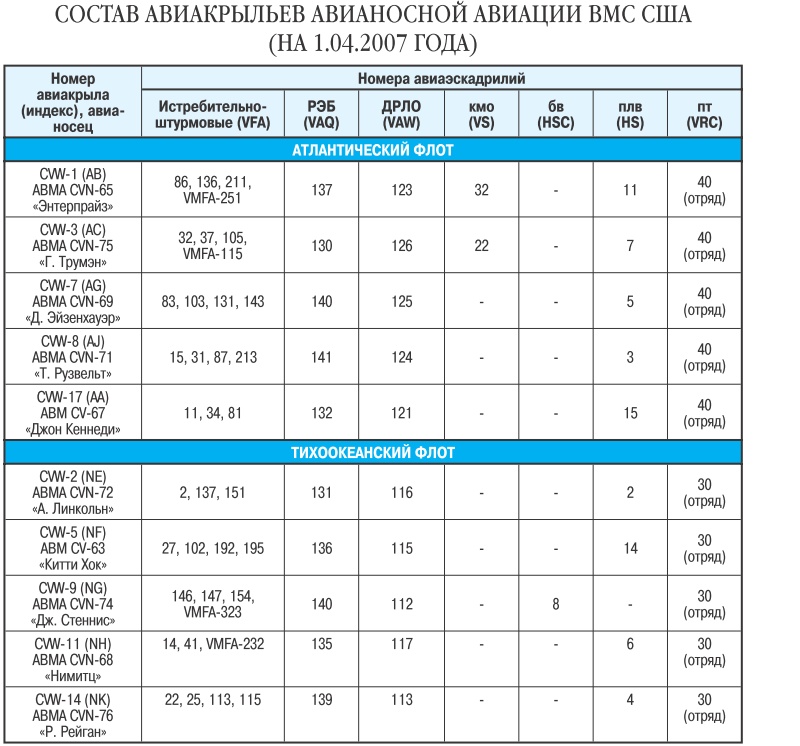 СОСТАВ АВИАКРЫЛЬЕВ АВИАНОСНОЙ АВИАЦИИ ВМС США
(НА 1.04.2007 ГОДА)
Номер
авиакрыла
(индекс), авиа-
носец
Номера авиаэскадрилий
Истребительно-
штурмовые (VFA)
РЭБ
(VAQ)
ДРЛО
(VAW)
кмо
(VS)
бв
(HSC)
плв
(HS)
пт
(VRC)
АТЛАНТИЧЕСКИЙ ФЛОТ
CVW-1 (AB)
АВМА CVN-65
«Энтерпрайз»
86, 136, 211,
VMFA-251
137
123
32
-
11
40
(отряд)
CVW-3 (AC)
АВМА CVN-75
«Г. Трумэн»
32, 37, 105,
VMFA-115
130
126
22
-
7
40
(отряд)
CVW-7 (AG)
АВМА CVN-69
«Д. Эйзенхауэр»
83, 103, 131, 143
140
125
-
-
5
40
(отряд)
CVW-8 (AJ)
АВМА CVN-71
«Т. Рузвельт»
15, 31, 87, 213
141
124
-
-
3
40
(отряд)
CVW-17 (AA)
АВМ CV-67
«Джон Кеннеди»
11, 34, 81
132
121
-
-
15
40
(отряд)
ТИХООКЕАНСКИЙ ФЛОТ
CVW-2 (NE)
АВМА CVN-72
«А. Линкольн»
2, 137, 151
131
116
-
-
2
30
(отряд)
CVW-5 (NF)
АВМ CV-63
«Китти Хок»
27, 102, 192, 195
136
115
-
-
14
30
(отряд)
CVW-9 (NG)
АВМА CVN-74
«Дж. Стеннис»
146, 147, 154,
VMFA-323
140
112
-
8
-
30
(отряд)
CVW-11 (NH)
АВМА CVN-68
«Нимитц»
14, 41, VMFA-232
135
117
-
-
6
30
(отряд)
CVW-14 (NK)
АВМА CVN-76
«Р. Рейган»
22, 25, 113, 115
139
113
-
-
4
30
(отряд)